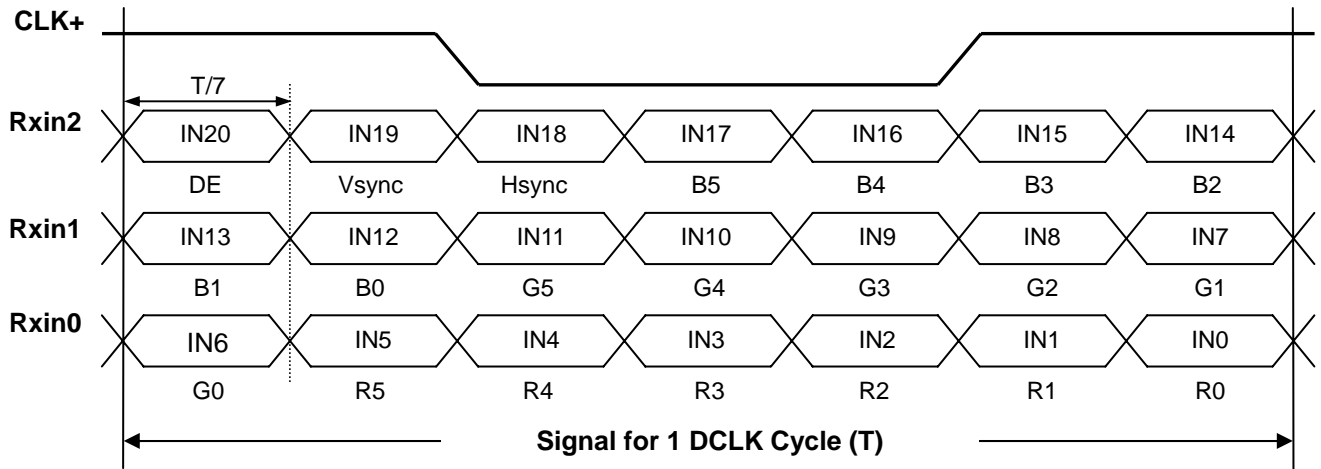 CLK+
T/7
Rxin2 IN20 IN19 IN18 IN17 IN16 IN15 IN14
DE Vsync Hsync B5 B4 B3 B2
Rxin1 IN13 IN12 IN11 IN10 IN9 IN8 IN7
B1 B0 G5 G4 G3 G2 G1
Rxin0 IN6 IN5 IN4 IN3 IN2 IN1 IN0
G0 R5 R4 R3 R2 R1 R0
Signal for 1 DCLK Cycle (T)